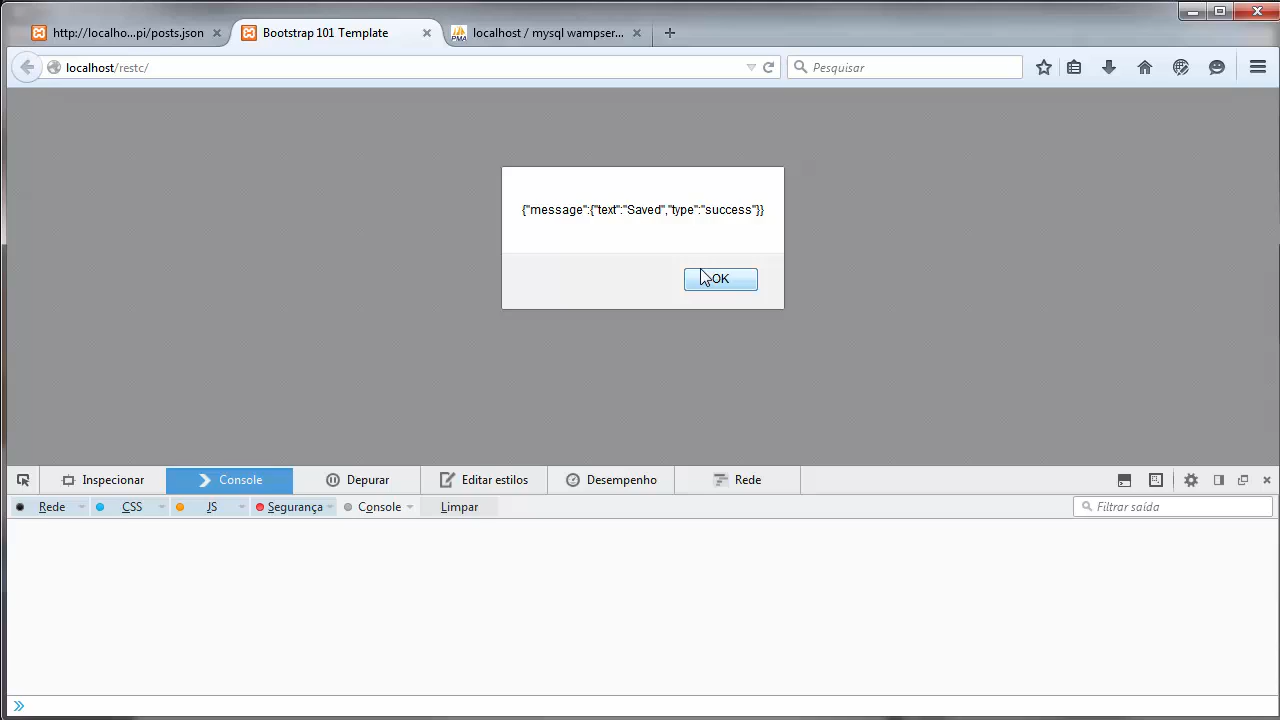 http://localho...pi/posts.json
Bootstrap 101 Template
localhost / mysql wampser...
localhost/restc/
Pesquisar
{"message":{"text":"Saved","type":"success"}}
OK
Inspecionar
Console
Depurar
Editar estilos
Desempenho
Rede
Rede
CSS
JS
Segurança
Console
Limpar
Filtrar saída